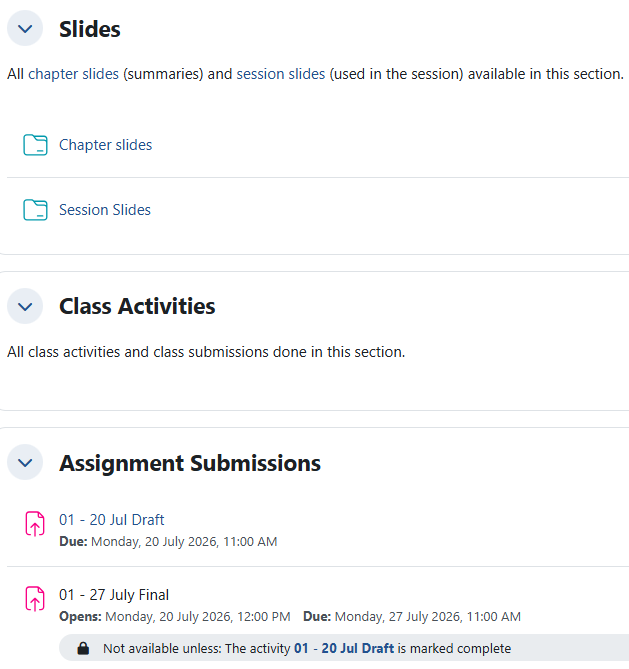 Slides
All chapter slides (summaries) and session slides (used in the session) available in this section.
Chapter slides
Session Slides
Class Activities
All class activities and class submissions done in this section.
Assignment Submissions
01 - 20 Jul Draft
Due: Monday, 20 July 2026, 11:00 AM
01 - 27 July Final
Opens: Monday, 20 July 2026, 12:00 PM Due: Monday, 27 July 2026, 11:00 AM
Not available unless: The activity 01 - 20 Jul Draft is marked complete